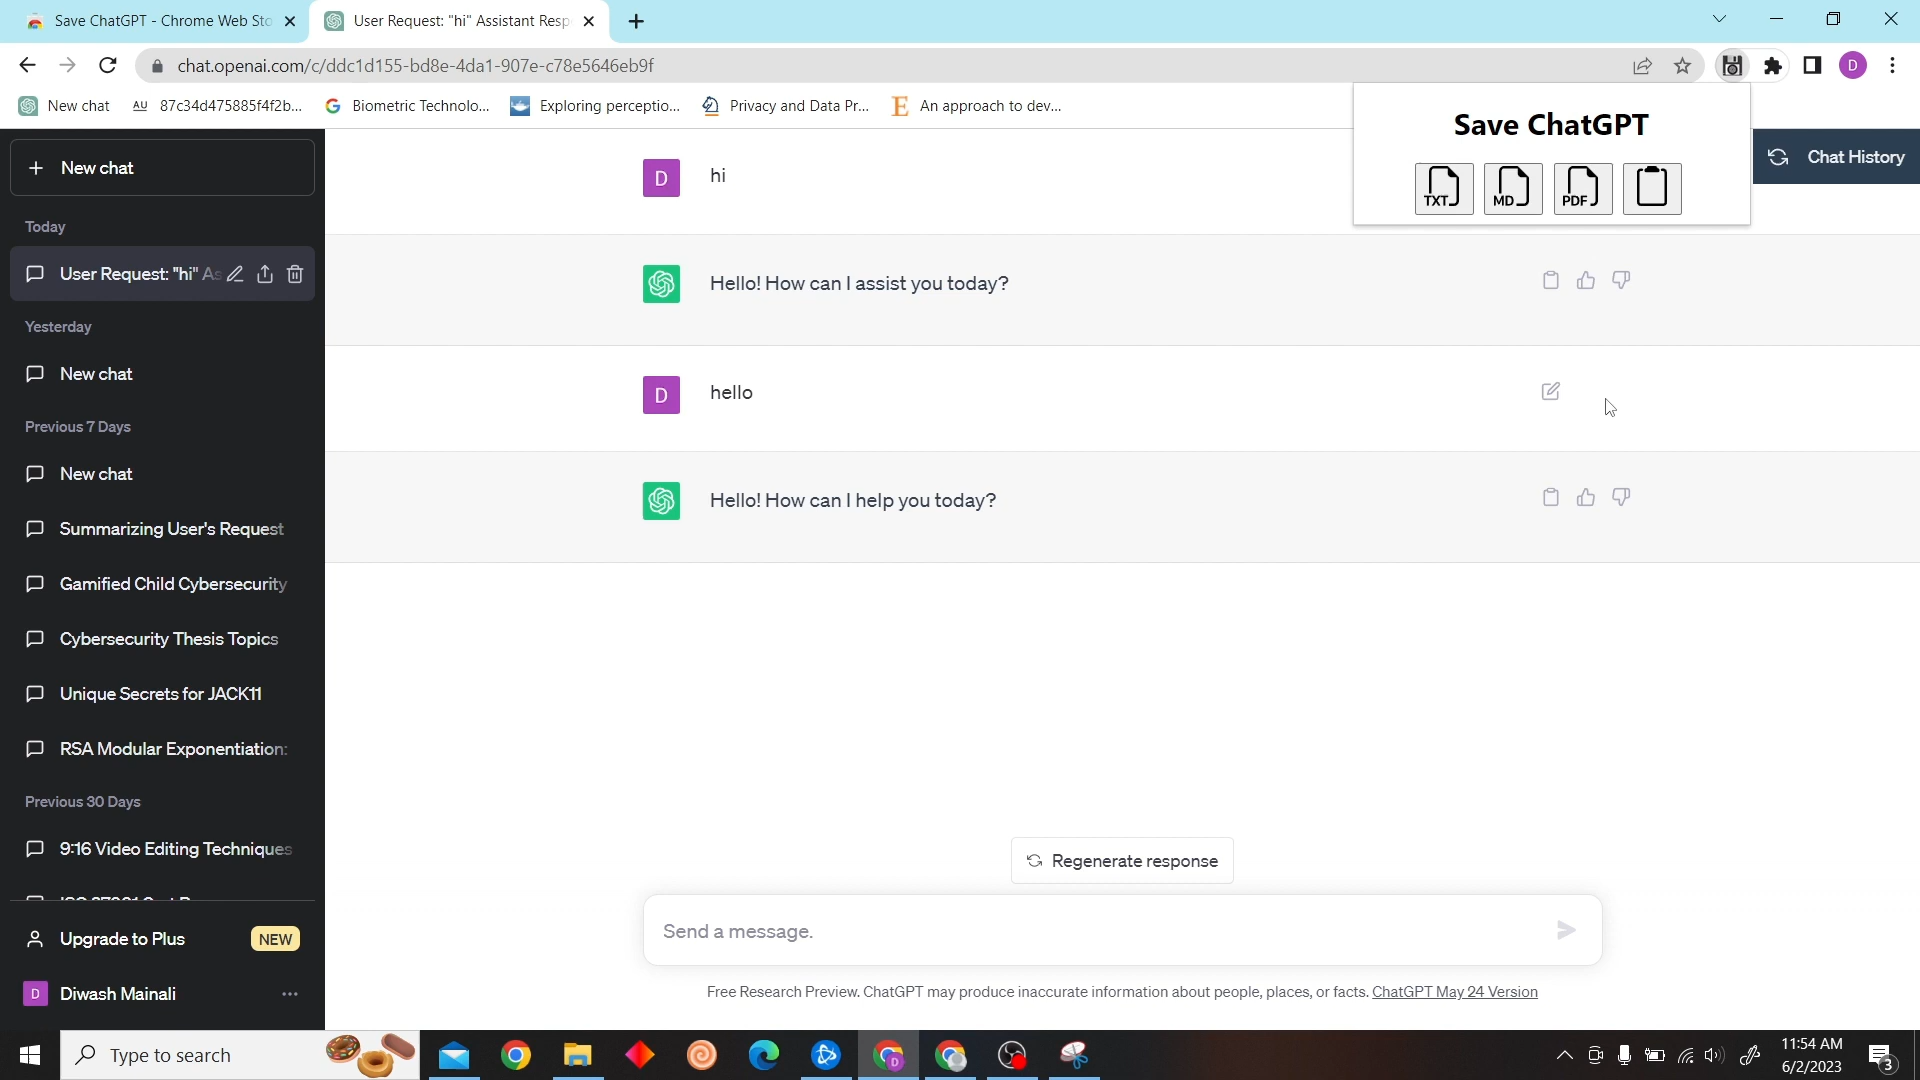 Save ChatGPT - Chrome Web Sto
User Request: "hi" Assistant Resp
chat.openai.com/c/ddc1d155-bd8e-4da1-907e-c78e5646eb9f
New chat
AU 87c34d475885f4f2b...
Biometric Technolo...
Exploring perceptio...
Privacy and Data Pr...
E An approach to dev...
D
Save ChatGPT
TXT
MD
PDF
Chat History
New chat
Today
User Request: "hi" As
Yesterday
New chat
Previous 7 Days
New chat
Summarizing User's Request
Gamified Child Cybersecurity
Cybersecurity Thesis Topics
Unique Secrets for JACK11
RSA Modular Exponentiation:
Previous 30 Days
9:16 Video Editing Techniques
Upgrade to Plus
NEW
D
Diwash Mainali
D
hi
Hello! How can I assist you today?
D
hello
Hello! How can I help you today?
Regenerate response
Send a message.
Free Research Preview. ChatGPT may produce inaccurate information about people, places, or facts. ChatGPT May 24 Version
Type to search
D
11:54 AM
6/2/2023
3